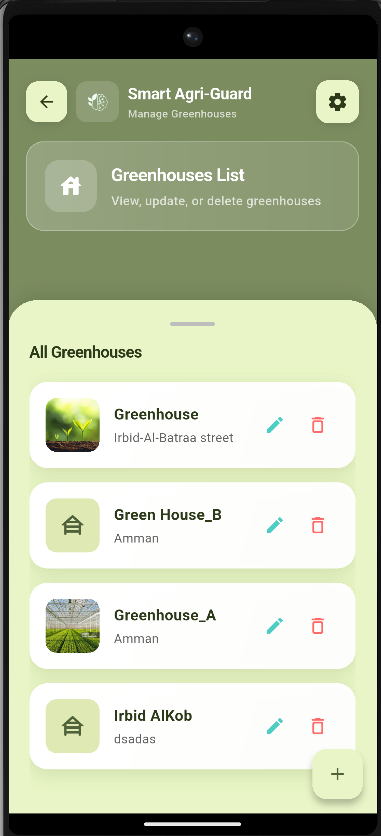 Smart Agri-Guard
Manage Greenhouses
Greenhouses List
View, update, or delete greenhouses
All Greenhouses
Greenhouse
Irbid-Al-Batraa street
Green House_B
Amman
Greenhouse_A
Amman
Irbid AlKob
dsadas